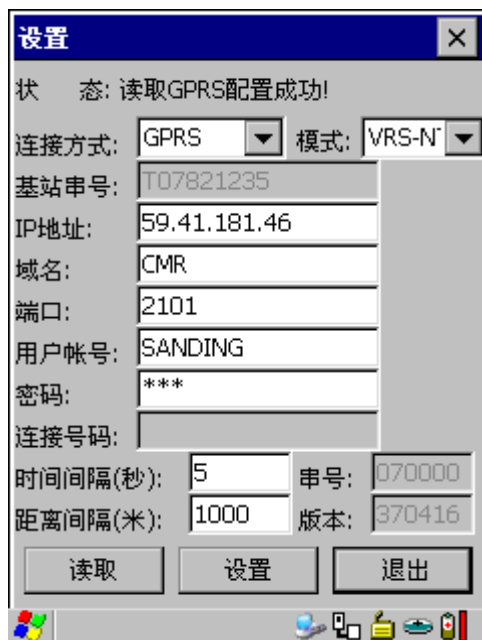 设置
状 态: 读取GPRS配置成功!
连接方式: GPRS 模式: VRS-NT
基站串号: T07821235
IP地址: 59.41.181.46
域名: CMR
端口: 2101
用户帐号: SANDING
密码: ***
连接号码:
时间间隔(秒): 5 串号: 070000
距离间隔(米): 1000 版本: 370416
读取 设置 退出